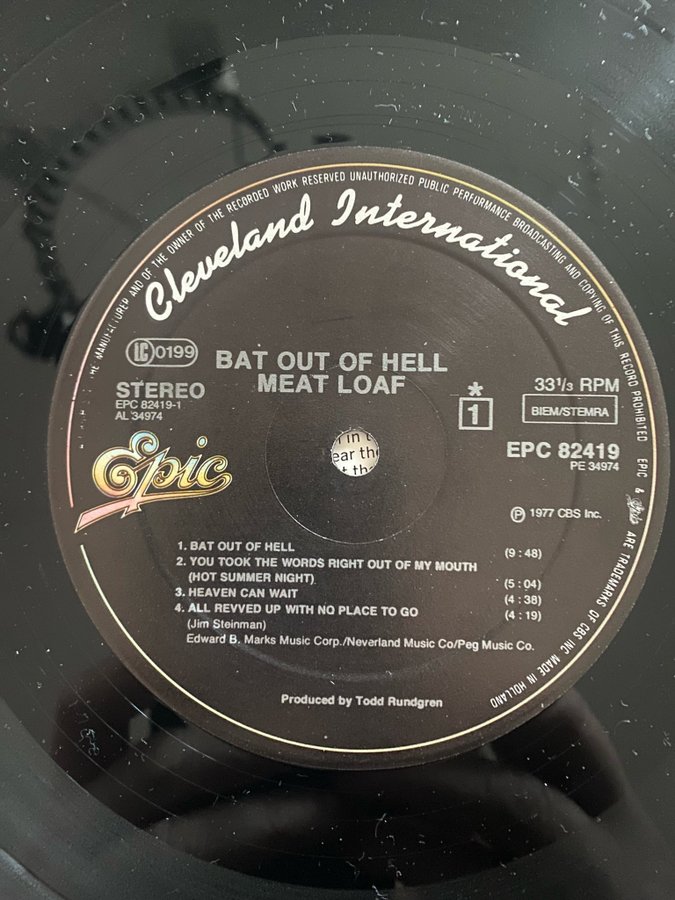 THE MANUFACTURER AND OF THE OWNER OF THE RECORDED WORK RESERVED UNAUTHORIZED PUBLIC PERFORMANCE BROADCASTING AND COPYING OF THIS RECORD PROHIBITED EPIC & ARE TRADEMARKS OF CBS INC MADE IN HOLLAND
Cleveland International
LC 0199
BAT OUT OF HELL
MEAT LOAF
STEREO
EPC 82419-1
AL 34974
*
1
33 1/3 RPM
BIEM/STEMRA
EPC 82419
PE 34974
Epic
℗ 1977 CBS Inc.
1. BAT OUT OF HELL (9 : 48)
2. YOU TOOK THE WORDS RIGHT OUT OF MY MOUTH
(HOT SUMMER NIGHT) (5 : 04)
3. HEAVEN CAN WAIT (4 : 38)
4. ALL REVVED UP WITH NO PLACE TO GO (4 : 19)
(Jim Steinman)
Edward B. Marks Music Corp./Neverland Music Co/Peg Music Co.
Produced by Todd Rundgren